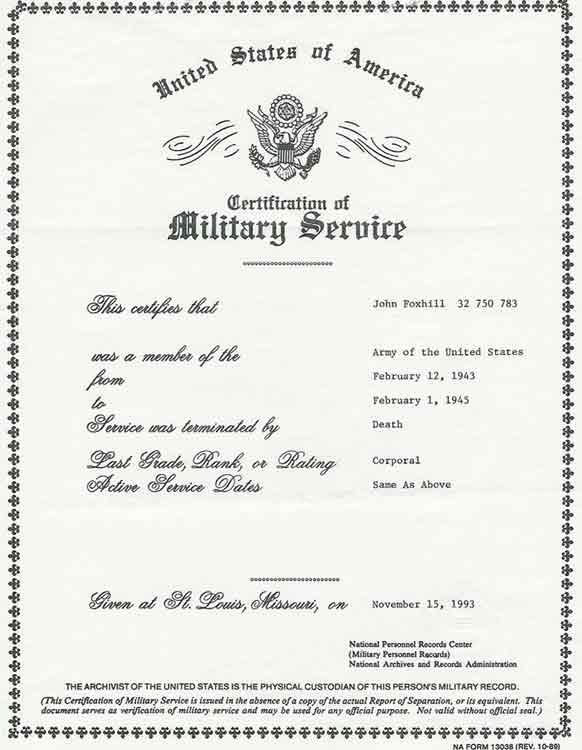 United States of America
Certification of
Military Service
This certifies that John Foxhill 32 750 783
was a member of the Army of the United States
from February 12, 1943
to February 1, 1945
Service was terminated by Death
Last Grade, Rank, or Rating Corporal
Active Service Dates Same As Above
Given at St. Louis, Missouri, on November 15, 1993
National Personnel Records Center
(Military Personnel Records)
National Archives and Records Administration
THE ARCHIVIST OF THE UNITED STATES IS THE PHYSICAL CUSTODIAN OF THIS PERSON'S MILITARY RECORD.
(This Certification of Military Service is issued in the absence of a copy of the actual Report of Separation, or its equivalent. This
document serves as verification of military service and may be used for any official purpose. Not valid without official seal.)
NA FORM 13038 (REV. 10-89)